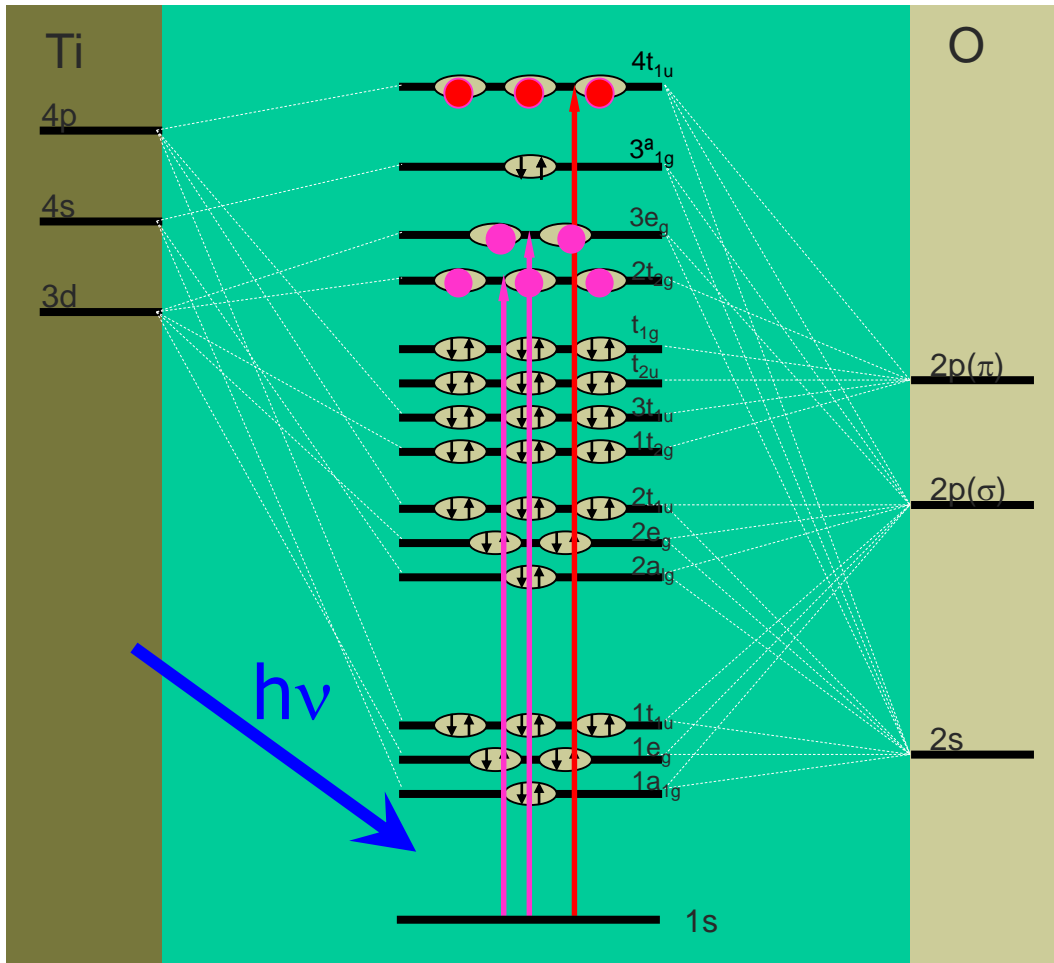 Ti
O
4t1u
4p
3a1g
4s
3eg
2t2g
3d
t1g
2p(π)
t2u
3t1u
1t2g
2t1u
2p(σ)
2eg
2a1g
hν
1t1u
2s
1eg
1a1g
1s